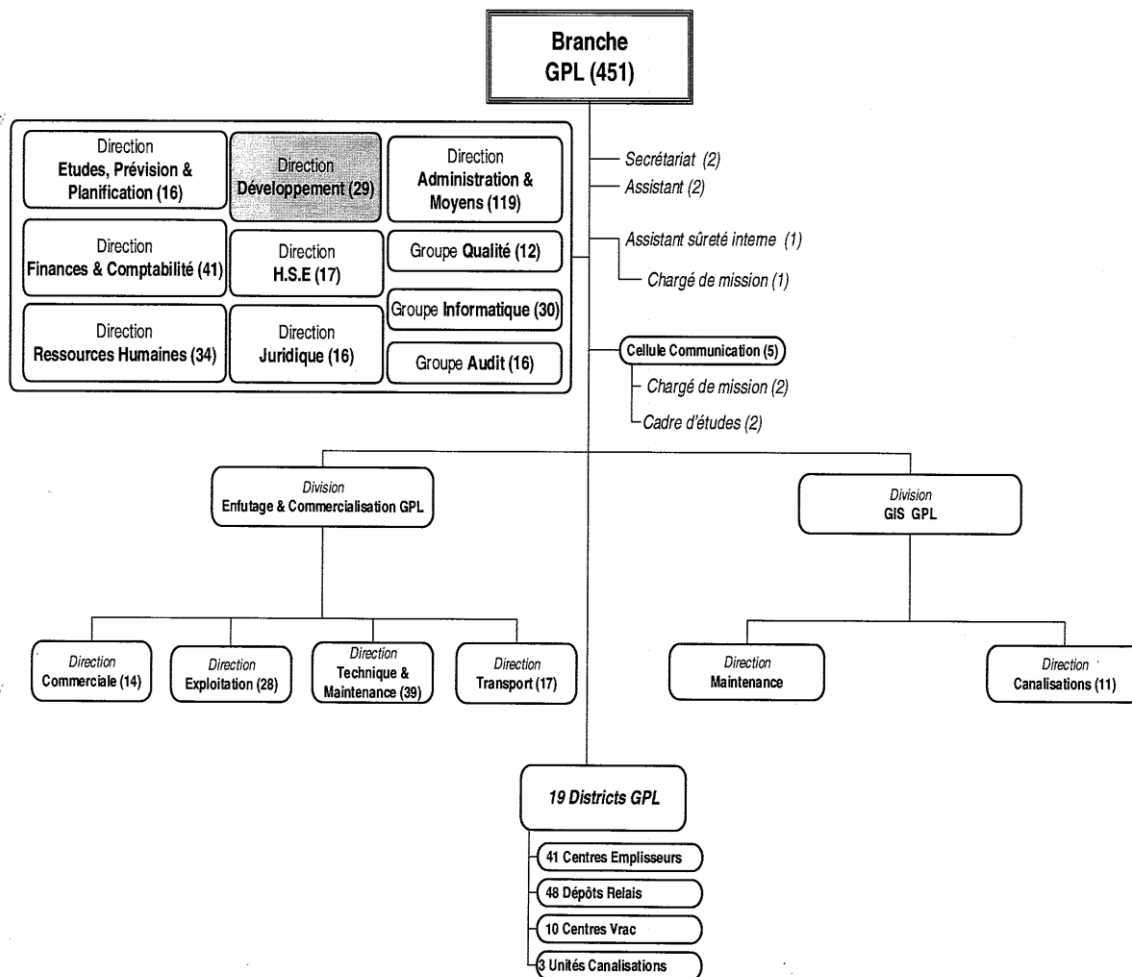 Branche
GPL (451)
Direction
Etudes, Prévision &
Planification (16)
Direction
Développement (29)
Direction
Administration &
Moyens (119)
Direction
Finances & Comptabilité (41)
Direction
H.S.E (17)
Groupe Qualité (12)
Groupe Informatique (30)
Direction
Ressources Humaines (34)
Direction
Juridique (16)
Groupe Audit (16)
Secrétariat (2)
Assistant (2)
Assistant sûreté interne (1)
Chargé de mission (1)
Cellule Communication (5)
Chargé de mission (2)
Cadre d'études (2)
Division
Enfutage & Commercialisation GPL
Division
GIS GPL
Direction
Commerciale (14)
Direction
Exploitation (28)
Direction
Technique &
Maintenance (39)
Direction
Transport (17)
Direction
Maintenance
Direction
Canalisations (11)
19 Districts GPL
41 Centres Emplisseurs
48 Dépôts Relais
10 Centres Vrac
3 Unités Canalisations